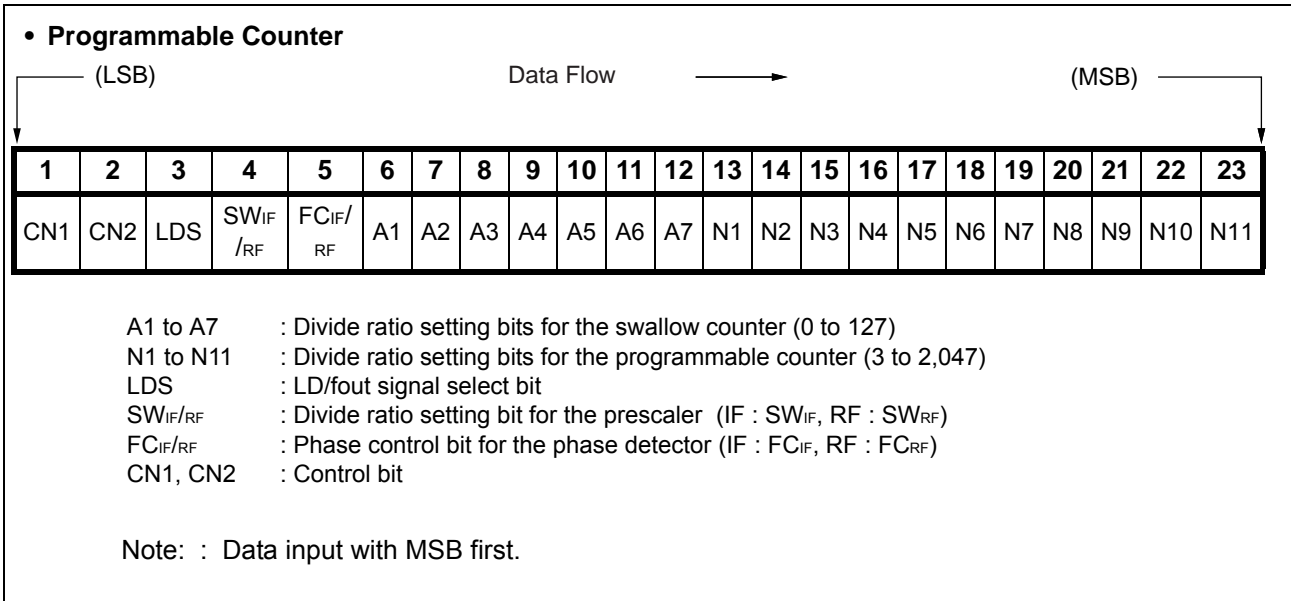 • Programmable Counter
(LSB) Data Flow (MSB)
1 2 3 4 5 6 7 8 9 10 11 12 13 14 15 16 17 18 19 20 21 22 23
CN1 CN2 LDS SWIF/RF FCIF/RF A1 A2 A3 A4 A5 A6 A7 N1 N2 N3 N4 N5 N6 N7 N8 N9 N10 N11
A1 to A7 : Divide ratio setting bits for the swallow counter (0 to 127)
N1 to N11 : Divide ratio setting bits for the programmable counter (3 to 2,047)
LDS : LD/fout signal select bit
SWIF/RF : Divide ratio setting bit for the prescaler (IF : SWIF, RF : SWRF)
FCIF/RF : Phase control bit for the phase detector (IF : FCIF, RF : FCRF)
CN1, CN2 : Control bit
Note: : Data input with MSB first.